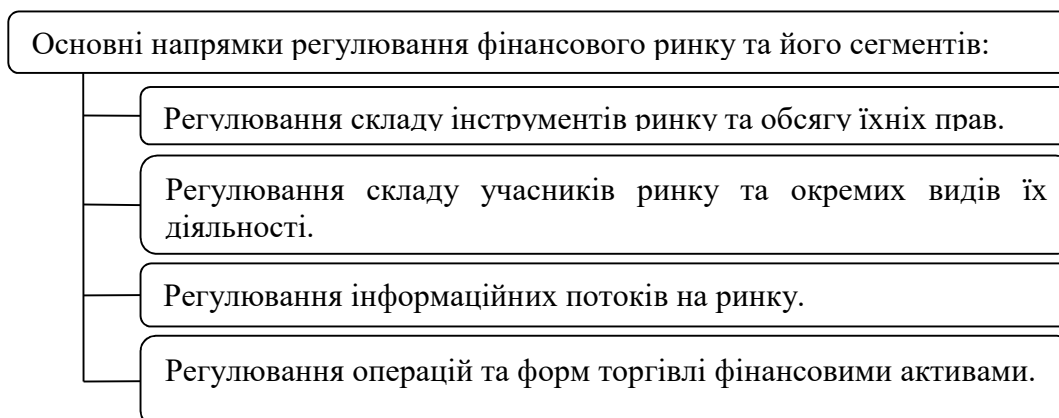 Основні напрямки регулювання фінансового ринку та його сегментів:
Регулювання складу інструментів ринку та обсягу їхніх прав.
Регулювання складу учасників ринку та окремих видів їх
діяльності.
Регулювання інформаційних потоків на ринку.
Регулювання операцій та форм торгівлі фінансовими активами.